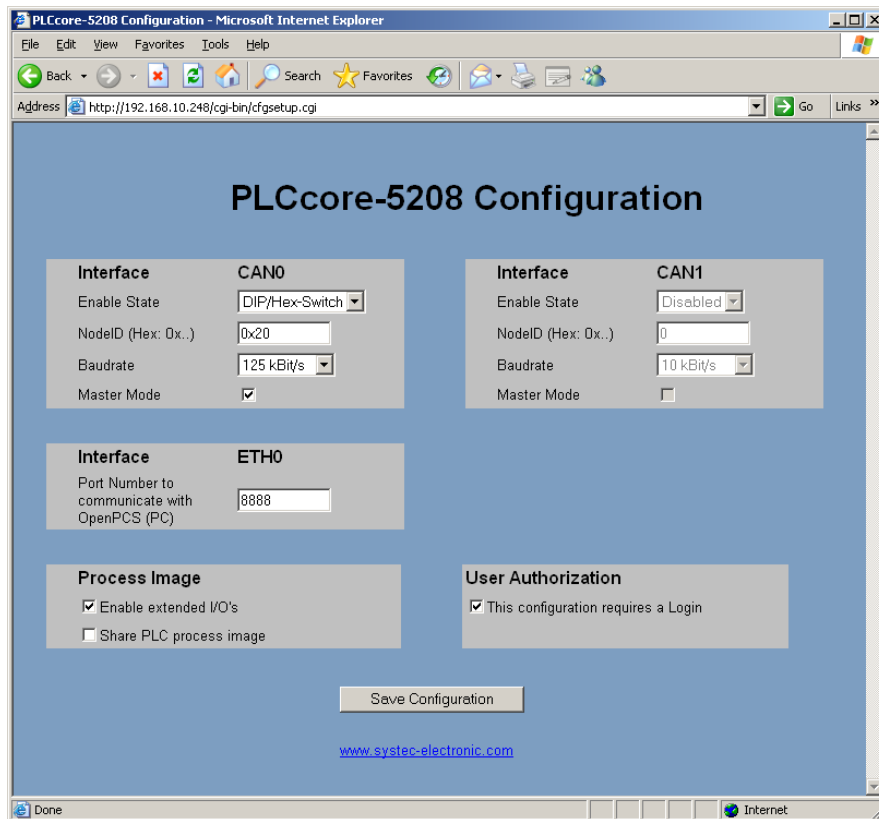 PLCcore-5208 Configuration - Microsoft Internet Explorer
File Edit View Favorites Tools Help
Back Search Favorites
Address http://192.168.10.248/cgi-bin/cfgsetup.cgi Go Links »
PLCcore-5208 Configuration
Interface CAN0
Enable State DIP/Hex-Switch
NodeID (Hex: 0x..) 0x20
Baudrate 125 kBit/s
Master Mode
Interface CAN1
Enable State Disabled
NodeID (Hex: 0x..) 0
Baudrate 10 kBit/s
Master Mode
Interface ETH0
Port Number to
communicate with
OpenPCS (PC)
8888
Process Image
Enable extended I/O's
Share PLC process image
User Authorization
This configuration requires a Login
Save Configuration
www.systec-electronic.com
Done Internet